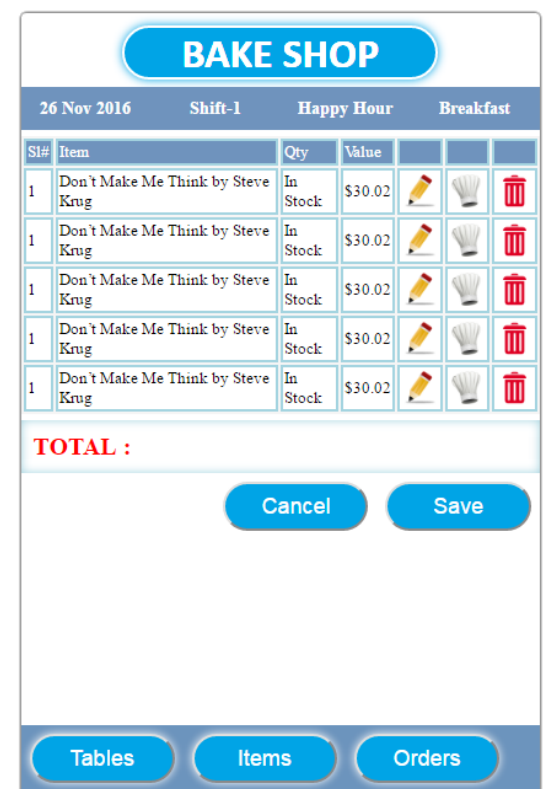 BAKE SHOP
26 Nov 2016 Shift-1 Happy Hour Breakfast
Sl# Item Qty Value
1 Don't Make Me Think by Steve Krug In Stock $30.02
1 Don't Make Me Think by Steve Krug In Stock $30.02
1 Don't Make Me Think by Steve Krug In Stock $30.02
1 Don't Make Me Think by Steve Krug In Stock $30.02
1 Don't Make Me Think by Steve Krug In Stock $30.02
TOTAL :
Cancel Save
Tables Items Orders